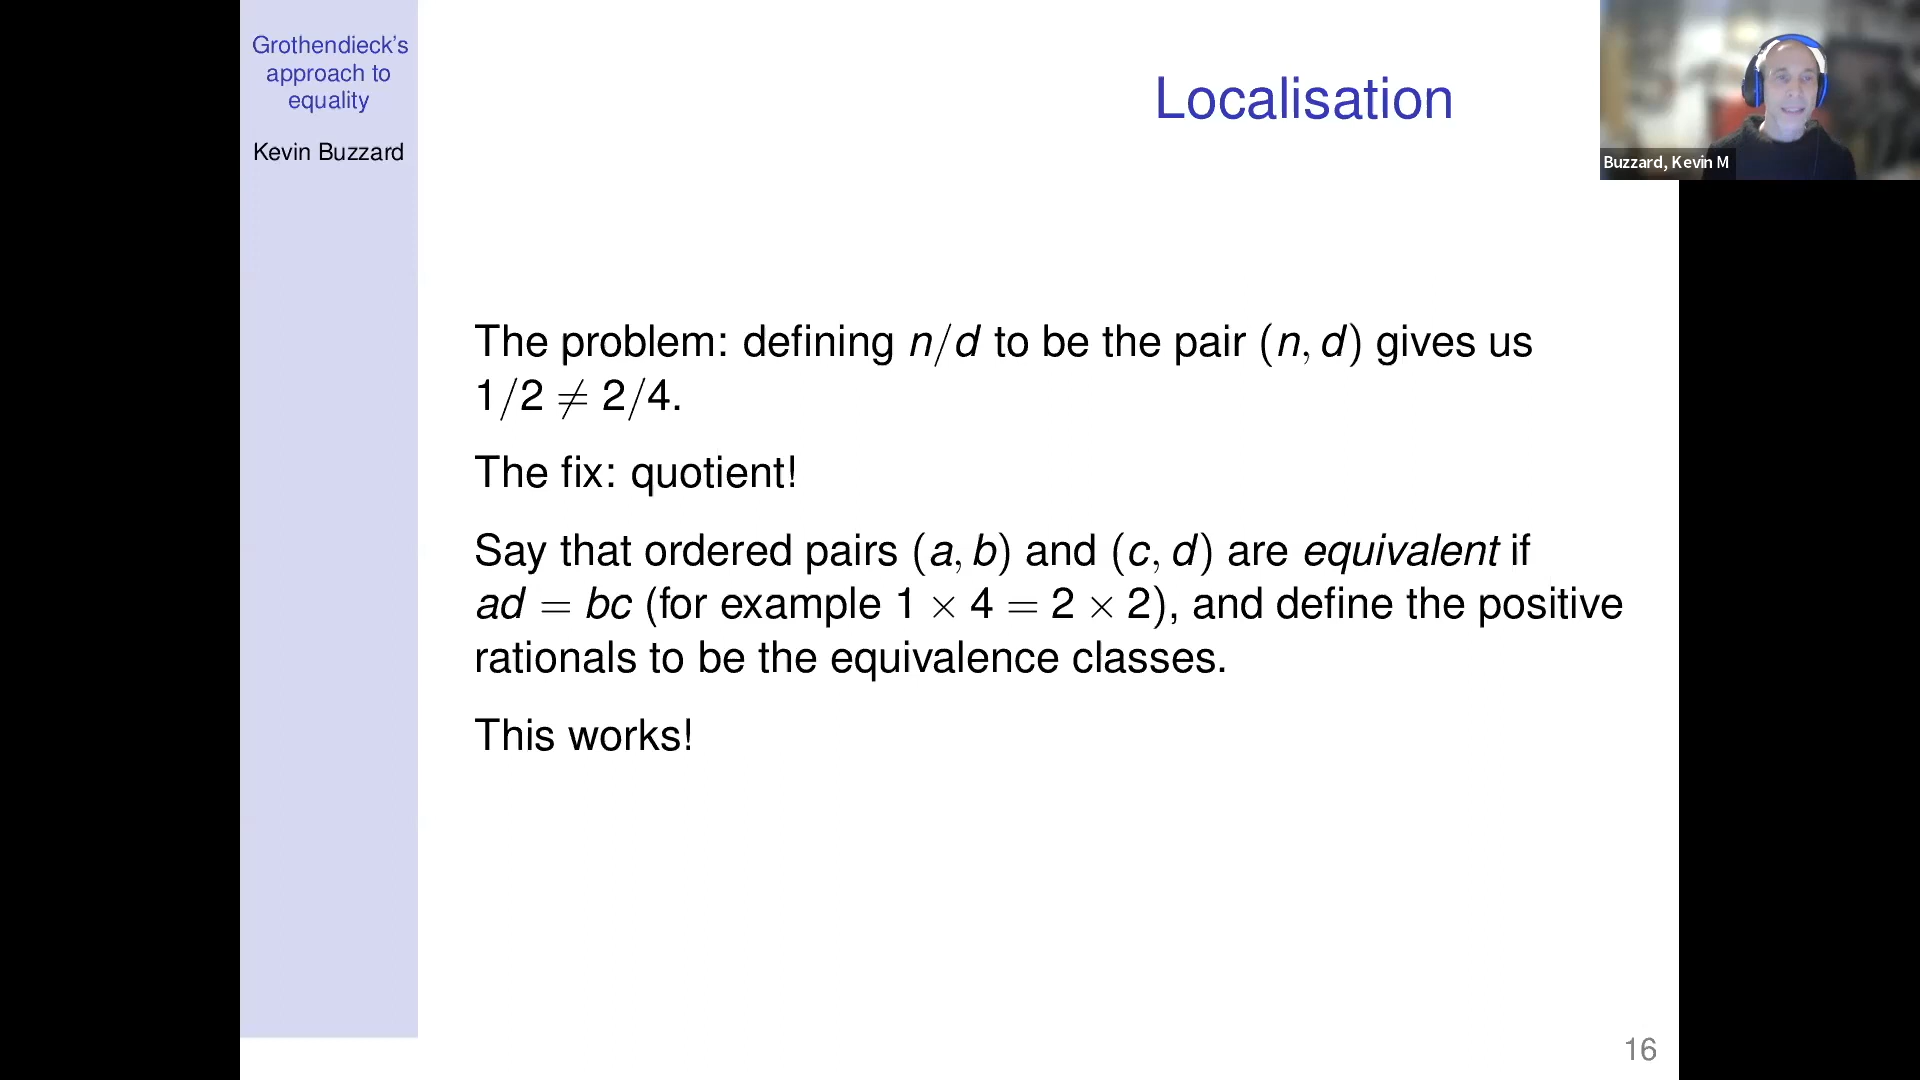 Grothendieck's
approach to
equality
Kevin Buzzard
Localisation
Buzzard, Kevin M
The problem: defining n/d to be the pair (n, d) gives us
1/2 ≠ 2/4.
The fix: quotient!
Say that ordered pairs (a, b) and (c, d) are equivalent if
ad = bc (for example 1 × 4 = 2 × 2), and define the positive
rationals to be the equivalence classes.
This works!
16